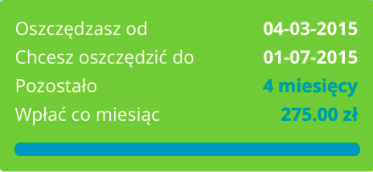 Oszczędzasz od 04-03-2015
Chcesz oszczędzić do 01-07-2015
Pozostało 4 miesięcy
Wpłać co miesiąc 275.00 zł